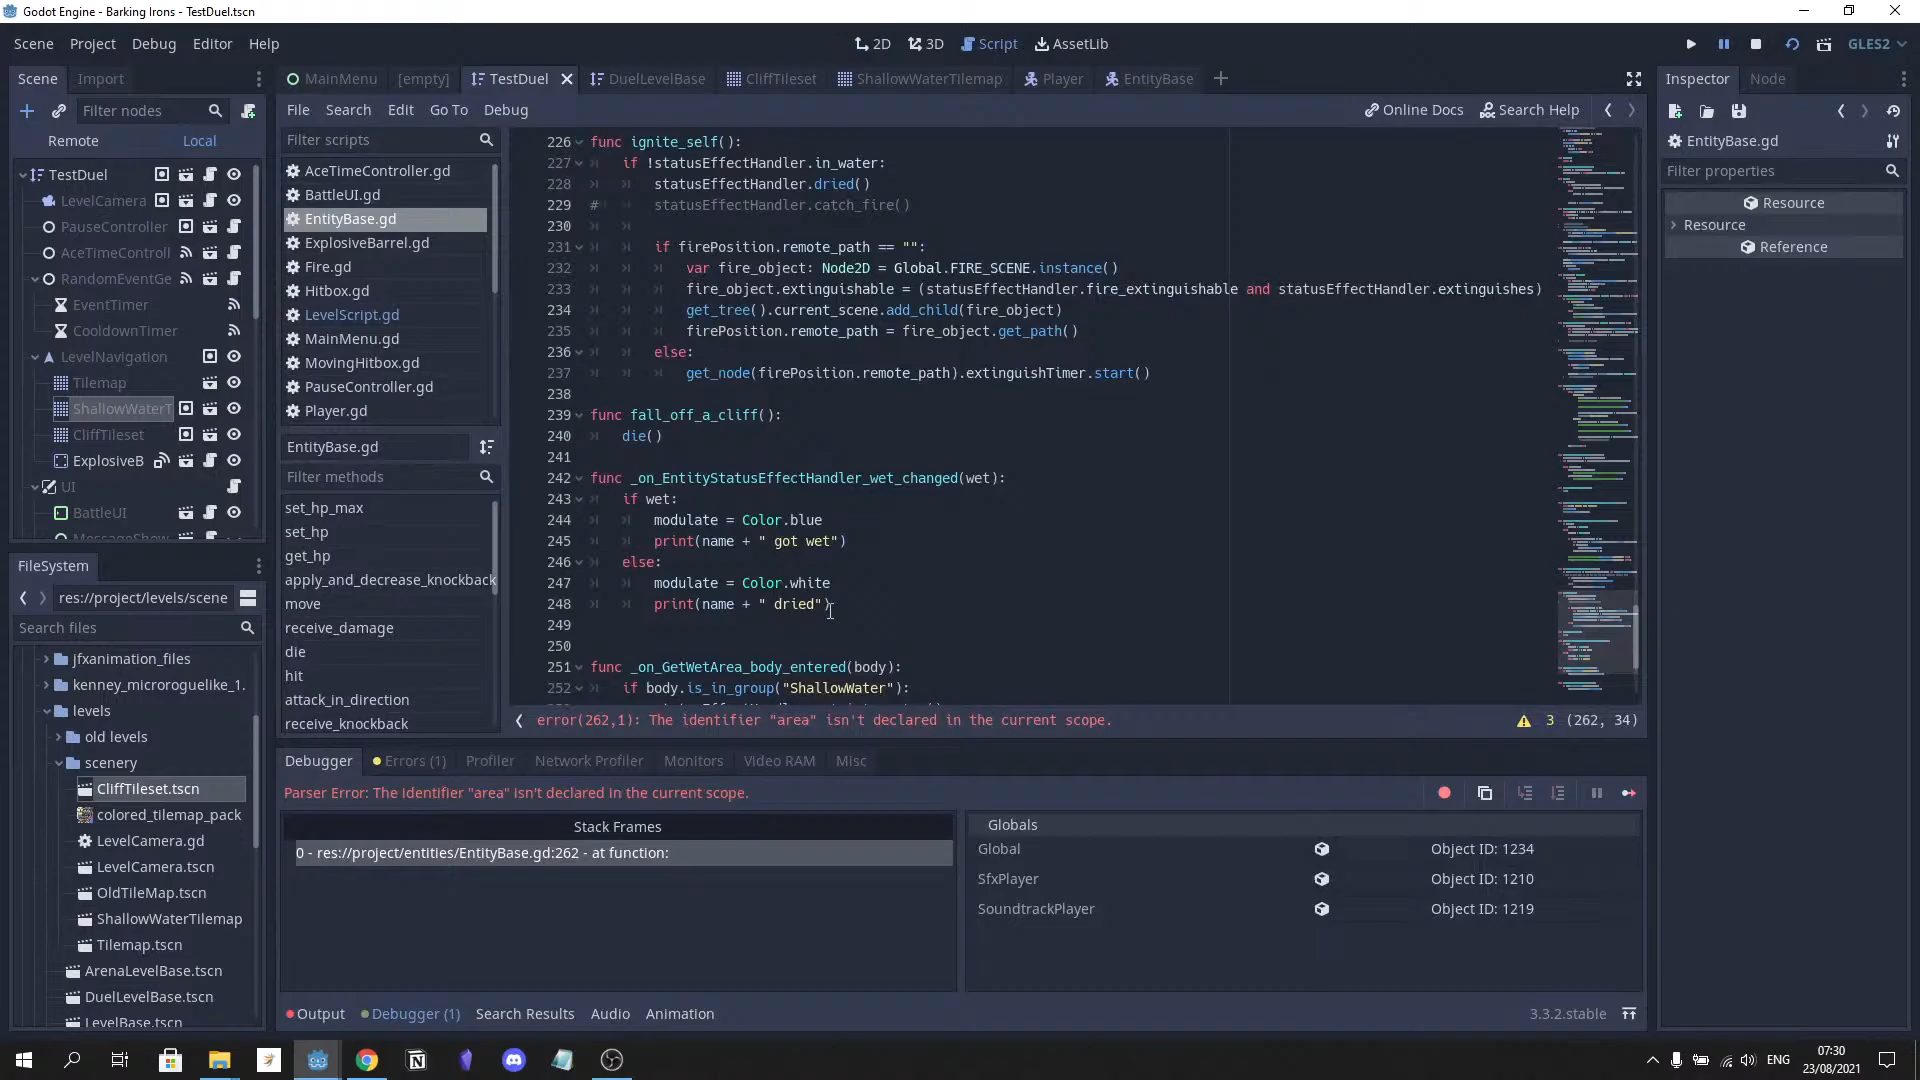 Godot Engine - Barking Irons - TestDuel.tscn
Scene Project Debug Editor Help
2D 3D Script AssetLib
GLES2
Scene Import
Filter nodes
Remote Local
TestDuel
LevelCamera
PauseController
AceTimeControll
RandomEventGe
EventTimer
CooldownTimer
LevelNavigation
Tilemap
ShallowWaterT
CliffTileset
ExplosiveB
UI
BattleUI
MessageShow
FileSystem
res://project/levels/scene
Search files
jfxanimation_files
kenney_microroguelike_1.
levels
old levels
scenery
CliffTileset.tscn
colored_tilemap_pack
LevelCamera.gd
LevelCamera.tscn
OldTileMap.tscn
ShallowWaterTilemap
Tilemap.tscn
ArenaLevelBase.tscn
DuelLevelBase.tscn
LevelBase.tscn
MainMenu [empty] TestDuel DuelLevelBase CliffTileset ShallowWaterTilemap Player EntityBase
File Search Edit Go To Debug
Online Docs Search Help
Filter scripts
AceTimeController.gd
BattleUI.gd
EntityBase.gd
ExplosiveBarrel.gd
Fire.gd
Hitbox.gd
LevelScript.gd
MainMenu.gd
MovingHitbox.gd
PauseController.gd
Player.gd
EntityBase.gd
Filter methods
set_hp_max
set_hp
get_hp
apply_and_decrease_knockback
move
receive_damage
die
hit
attack_in_direction
receive_knockback
226 func ignite_self():
227 if !statusEffectHandler.in_water:
228 statusEffectHandler.dried()
229 # statusEffectHandler.catch_fire()
230
231 if firePosition.remote_path == "":
232 var fire_object: Node2D = Global.FIRE_SCENE.instance()
233 fire_object.extinguishable = (statusEffectHandler.fire_extinguishable and statusEffectHandler.extinguishes)
234 get_tree().current_scene.add_child(fire_object)
235 firePosition.remote_path = fire_object.get_path()
236 else:
237 get_node(firePosition.remote_path).extinguishTimer.start()
238
239 func fall_off_a_cliff():
240 die()
241
242 func _on_EntityStatusEffectHandler_wet_changed(wet):
243 if wet:
244 modulate = Color.blue
245 print(name + " got wet")
246 else:
247 modulate = Color.white
248 print(name + " dried")
249
250
251 func _on_GetWetArea_body_entered(body):
252 if body.is_in_group("ShallowWater"):
error(262,1): The identifier "area" isn't declared in the current scope.
3 (262, 34)
Debugger Errors (1) Profiler Network Profiler Monitors Video RAM Misc
Parser Error: The identifier "area" isn't declared in the current scope.
Stack Frames
0 - res://project/entities/EntityBase.gd:262 - at function:
Globals
Global Object ID: 1234
SfxPlayer Object ID: 1210
SoundtrackPlayer Object ID: 1219
Output Debugger (1) Search Results Audio Animation
3.3.2.stable
Inspector Node
EntityBase.gd
Filter properties
Resource
Resource
Reference
ENG
07:30
23/08/2021